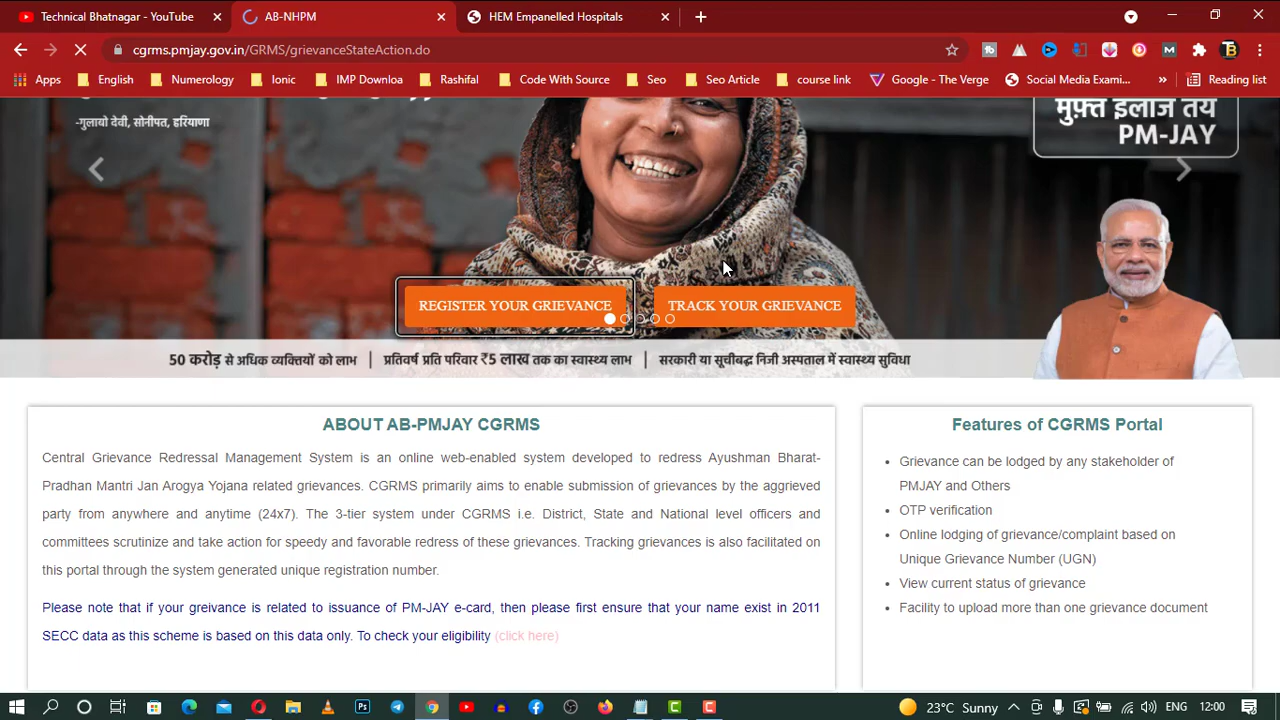 Technical Bhatnagar - YouTube
AB-NHPM
HEM Empanelled Hospitals
cgrms.pmjay.gov.in/GRMS/grievanceStateAction.do
Apps English Numerology Ionic IMP Downloa Rashifal Code With Source Seo Seo Article course link Google - The Verge Social Media Exami... » Reading list
-गुलाबो देवी, सोनीपत, हरियाणा
मुफ़्त इलाज तय
PM-JAY
REGISTER YOUR GRIEVANCE
TRACK YOUR GRIEVANCE
50 करोड़ से अधिक व्यक्तियों को लाभ | प्रतिवर्ष प्रति परिवार ₹5 लाख तक का स्वास्थ्य लाभ | सरकारी या सूचीबद्ध निजी अस्पताल में स्वास्थ्य सुविधा
ABOUT AB-PMJAY CGRMS
Central Grievance Redressal Management System is an online web-enabled system developed to redress Ayushman Bharat-
Pradhan Mantri Jan Arogya Yojana related grievances. CGRMS primarily aims to enable submission of grievances by the aggrieved
party from anywhere and anytime (24x7). The 3-tier system under CGRMS i.e. District, State and National level officers and
committees scrutinize and take action for speedy and favorable redress of these grievances. Tracking grievances is also facilitated on
this portal through the system generated unique registration number.
Please note that if your greivance is related to issuance of PM-JAY e-card, then please first ensure that your name exist in 2011
SECC data as this scheme is based on this data only. To check your eligibility (click here)
Features of CGRMS Portal
Grievance can be lodged by any stakeholder of
PMJAY and Others
OTP verification
Online lodging of grievance/complaint based on
Unique Grievance Number (UGN)
View current status of grievance
Facility to upload more than one grievance document
23°C Sunny
ENG
12:00